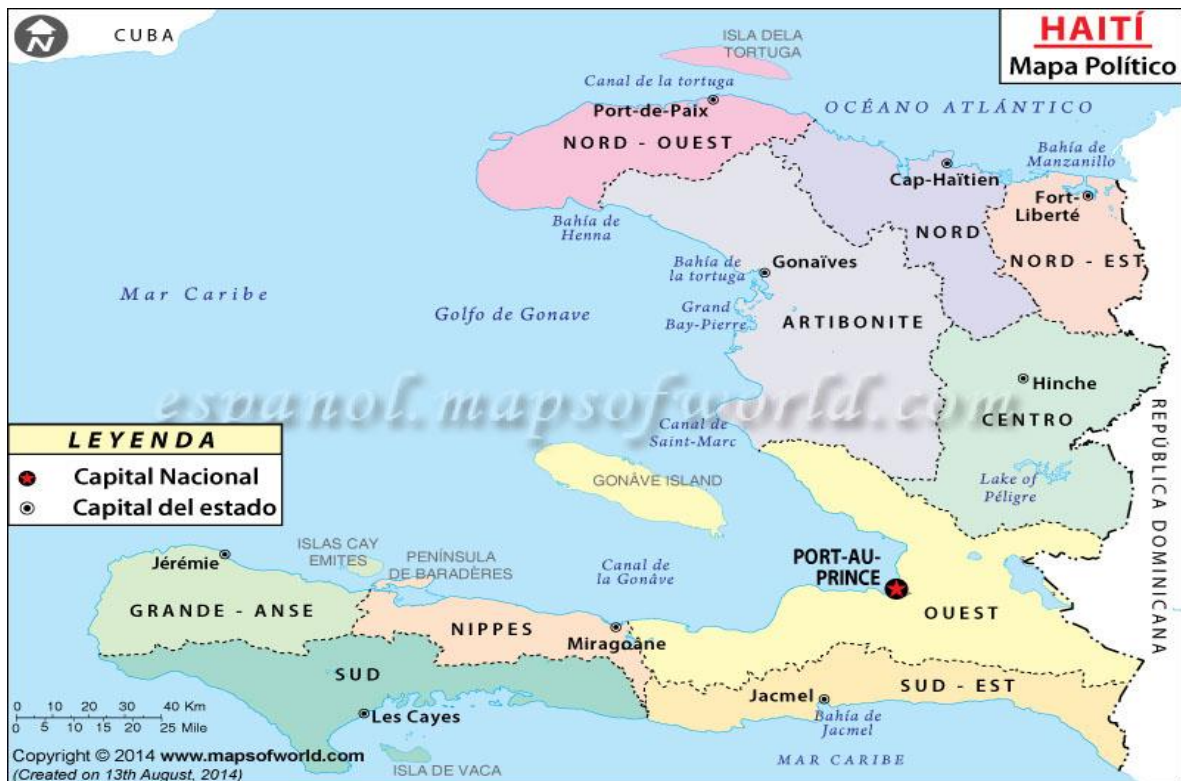 N
CUBA
HAITÍ
Mapa Político
ISLA DELA
TORTUGA
Canal de la tortuga
Port-de-Paix
NORD - OUEST
OCÉANO ATLÁNTICO
Bahía de
Manzanillo
Cap-Haïtien
Fort-
Liberté
NORD
NORD - EST
Bahía de
Henna
Bahía de
la tortuga
Gonaïves
Mar Caribe
Golfo de Gonave
Grand
Bay-Pierre
ARTIBONITE
Hinche
CENTRO
espanol.mapsofworld.com
Canal de
Saint-Marc
REPÚBLICA DOMINICANA
LEYENDA
Capital Nacional
Capital del estado
GONÂVE ISLAND
Lake of
Péligre
ISLAS CAY
EMITES
PENÍNSULA
DE BARADÈRES
Jérémie
Canal de
la Gonâve
PORT-AU-
PRINCE
GRANDE - ANSE
NIPPES
Miragoâne
OUEST
SUD
SUD - EST
Jacmel
Les Cayes
Bahía de
Jacmel
0 10 20 30 40 Km
0 5 10 15 20 25 Mile
MAR CARIBE
ISLA DE VACA
Copyright © 2014 www.mapsofworld.com
(Created on 13th August, 2014)